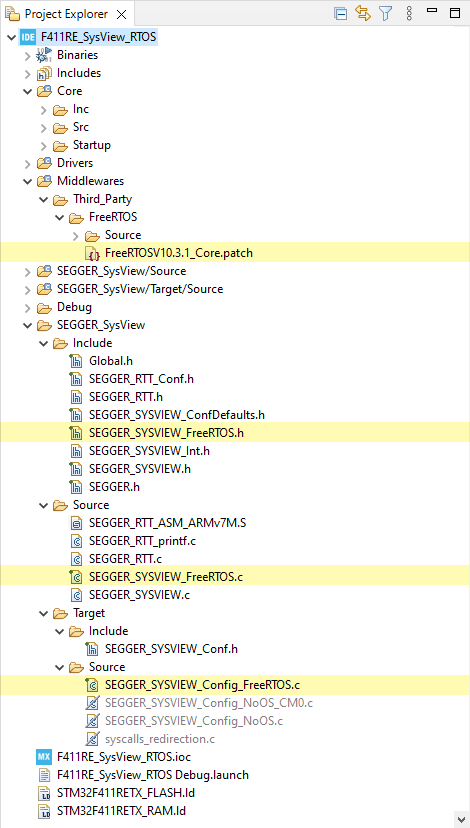 Project Explorer
IDE F411RE_SysView_RTOS
Binaries
Includes
Core
Inc
Src
Startup
Drivers
Middlewares
Third_Party
FreeRTOS
Source
FreeRTOSV10.3.1_Core.patch
SEGGER_SysView/Source
SEGGER_SysView/Target/Source
Debug
SEGGER_SysView
Include
Global.h
SEGGER_RTT_Conf.h
SEGGER_RTT.h
SEGGER_SYSVIEW_ConfDefaults.h
SEGGER_SYSVIEW_FreeRTOS.h
SEGGER_SYSVIEW_Int.h
SEGGER_SYSVIEW.h
SEGGER.h
Source
SEGGER_RTT_ASM_ARMv7M.S
SEGGER_RTT_printf.c
SEGGER_RTT.c
SEGGER_SYSVIEW_FreeRTOS.c
SEGGER_SYSVIEW.c
Target
Include
SEGGER_SYSVIEW_Conf.h
Source
SEGGER_SYSVIEW_Config_FreeRTOS.c
SEGGER_SYSVIEW_Config_NoOS_CM0.c
SEGGER_SYSVIEW_Config_NoOS.c
syscalls_redirection.c
MX F411RE_SysView_RTOS.ioc
F411RE_SysView_RTOS Debug.launch
STM32F411RETX_FLASH.ld
STM32F411RETX_RAM.ld